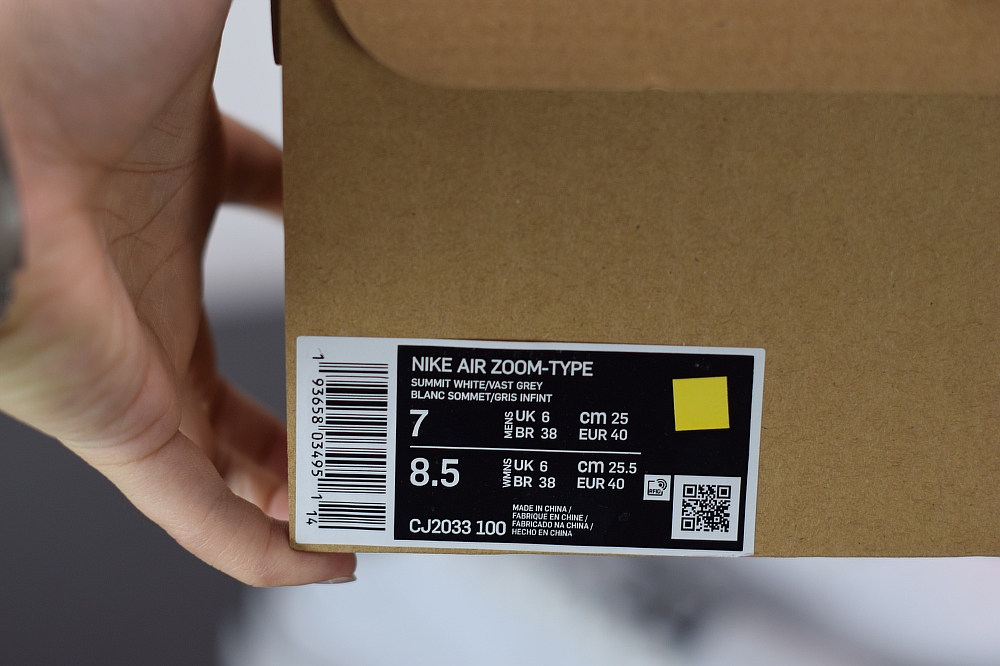 NIKE AIR ZOOM-TYPE
SUMMIT WHITE/VAST GREY
BLANC SOMMET/GRIS INFINT
7 MENS UK 6 cm 25
BR 38 EUR 40
8.5 WMNS UK 6 cm 25.5
BR 38 EUR 40
RFID
CJ2033 100
MADE IN CHINA /
FABRIQUE EN CHINE /
FABRICADO NA CHINA /
HECHO EN CHINA
1 93658 03495 1 14